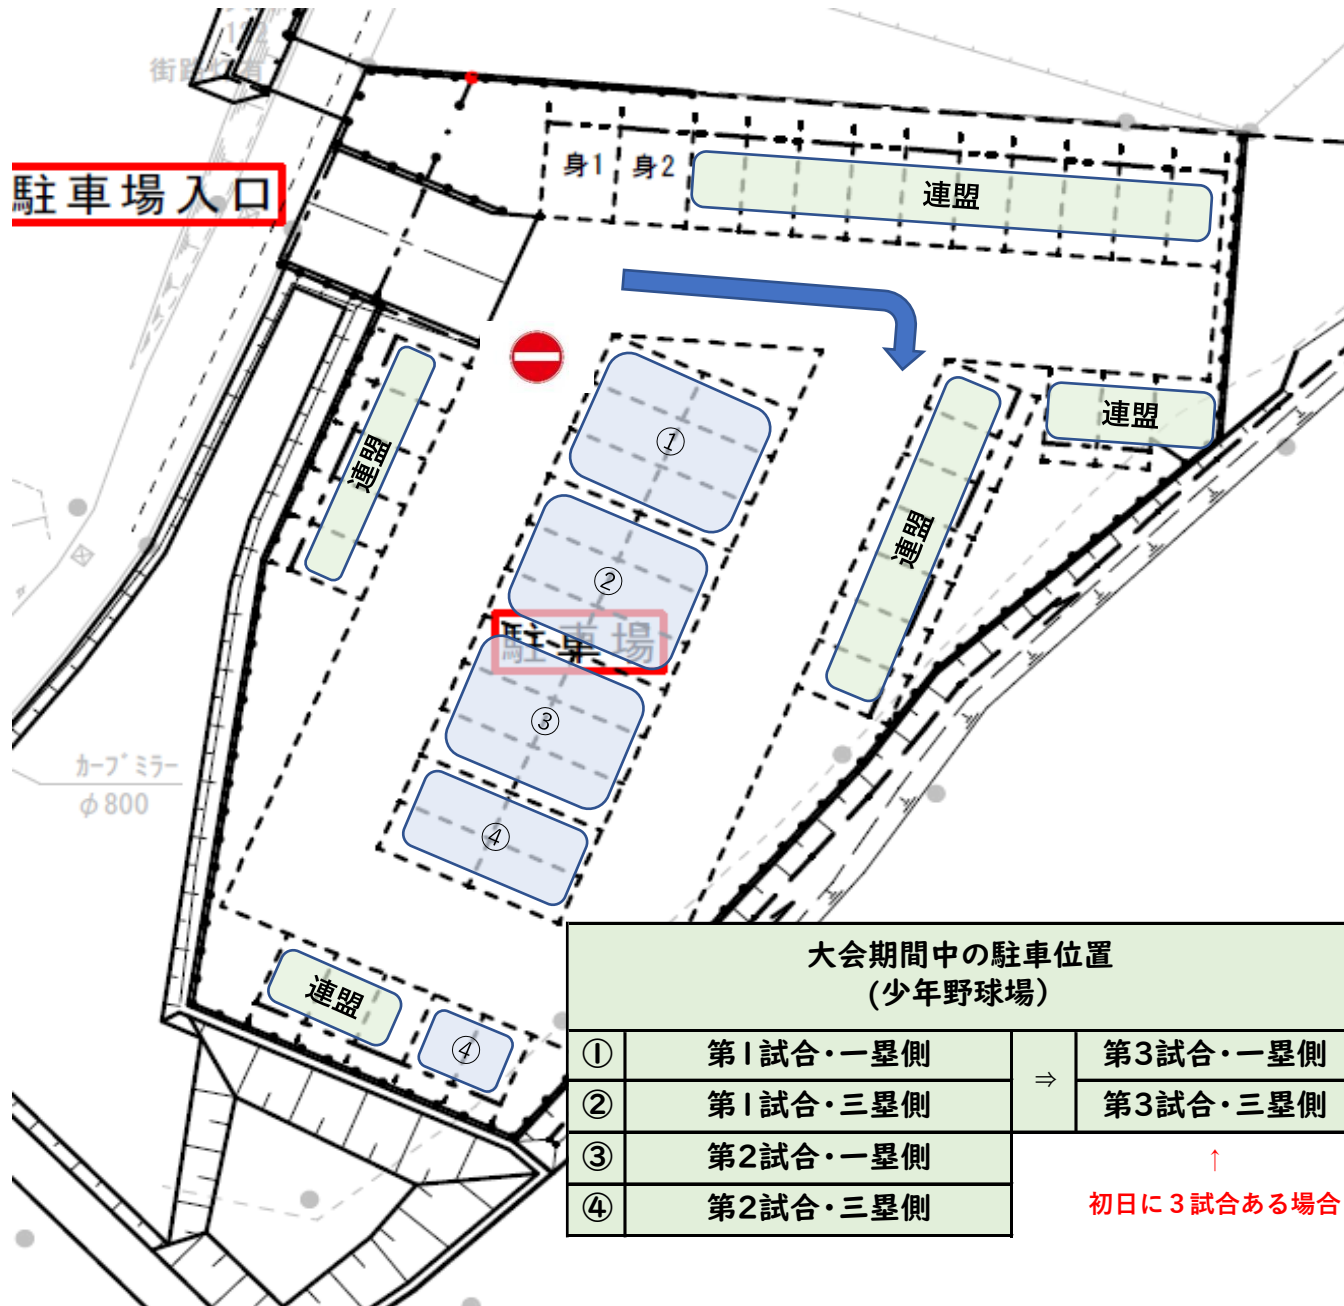 街路灯有
駐車場入口
身1
身2
連盟
連盟
連盟
連盟
①
②
駐車場
③
④
カーブミラー
φ800
連盟
④
大会期間中の駐車位置
(少年野球場)
① 第1試合・一塁側 ⇒ 第3試合・一塁側
② 第1試合・三塁側 第3試合・三塁側
③ 第2試合・一塁側 ↑
④ 第2試合・三塁側 初日に3試合ある場合